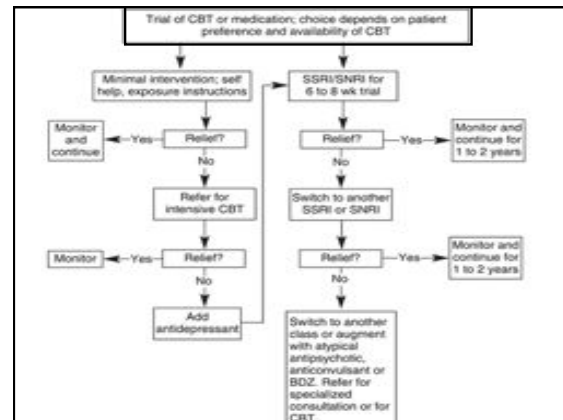 Trial of CBT or medication; choice depends on patient
preference and availability of CBT
Minimal intervention; self
help, exposure instructions
SSRI/SNRI for
6 to 8 wk trial
Monitor
and
continue
Yes
Relief?
No
Relief?
Yes
No
Monitor and
continue for
1 to 2 years
Refer for
intensive CBT
Switch to another
SSRI or SNRI
Monitor
Yes
Relief?
No
Relief?
Yes
No
Monitor and
continue for
1 to 2 years
Add
antidepressant
Switch to another
class or augment
with atypical
antipsychotic,
anticonvulsant or
BDZ. Refer for
specialized
consultation or for
CBT.